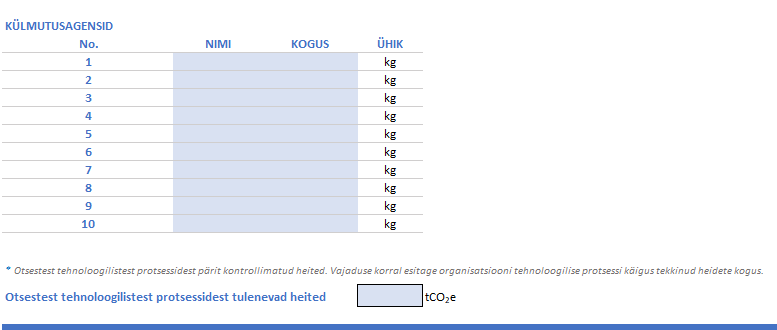 KÜLMUTUSAGENSID
No. NIMI KOGUS ÜHIK
1 kg
2 kg
3 kg
4 kg
5 kg
6 kg
7 kg
8 kg
9 kg
10 kg
* Otsestest tehnoloogilistest protsessidest pärit kontrollimatud heited. Vajaduse korral esitage organisatsiooni tehnoloogilise protsessi käigus tekkinud heidete kogus.
Otsestest tehnoloogilistest protsessidest tulenevad heited tCO₂e